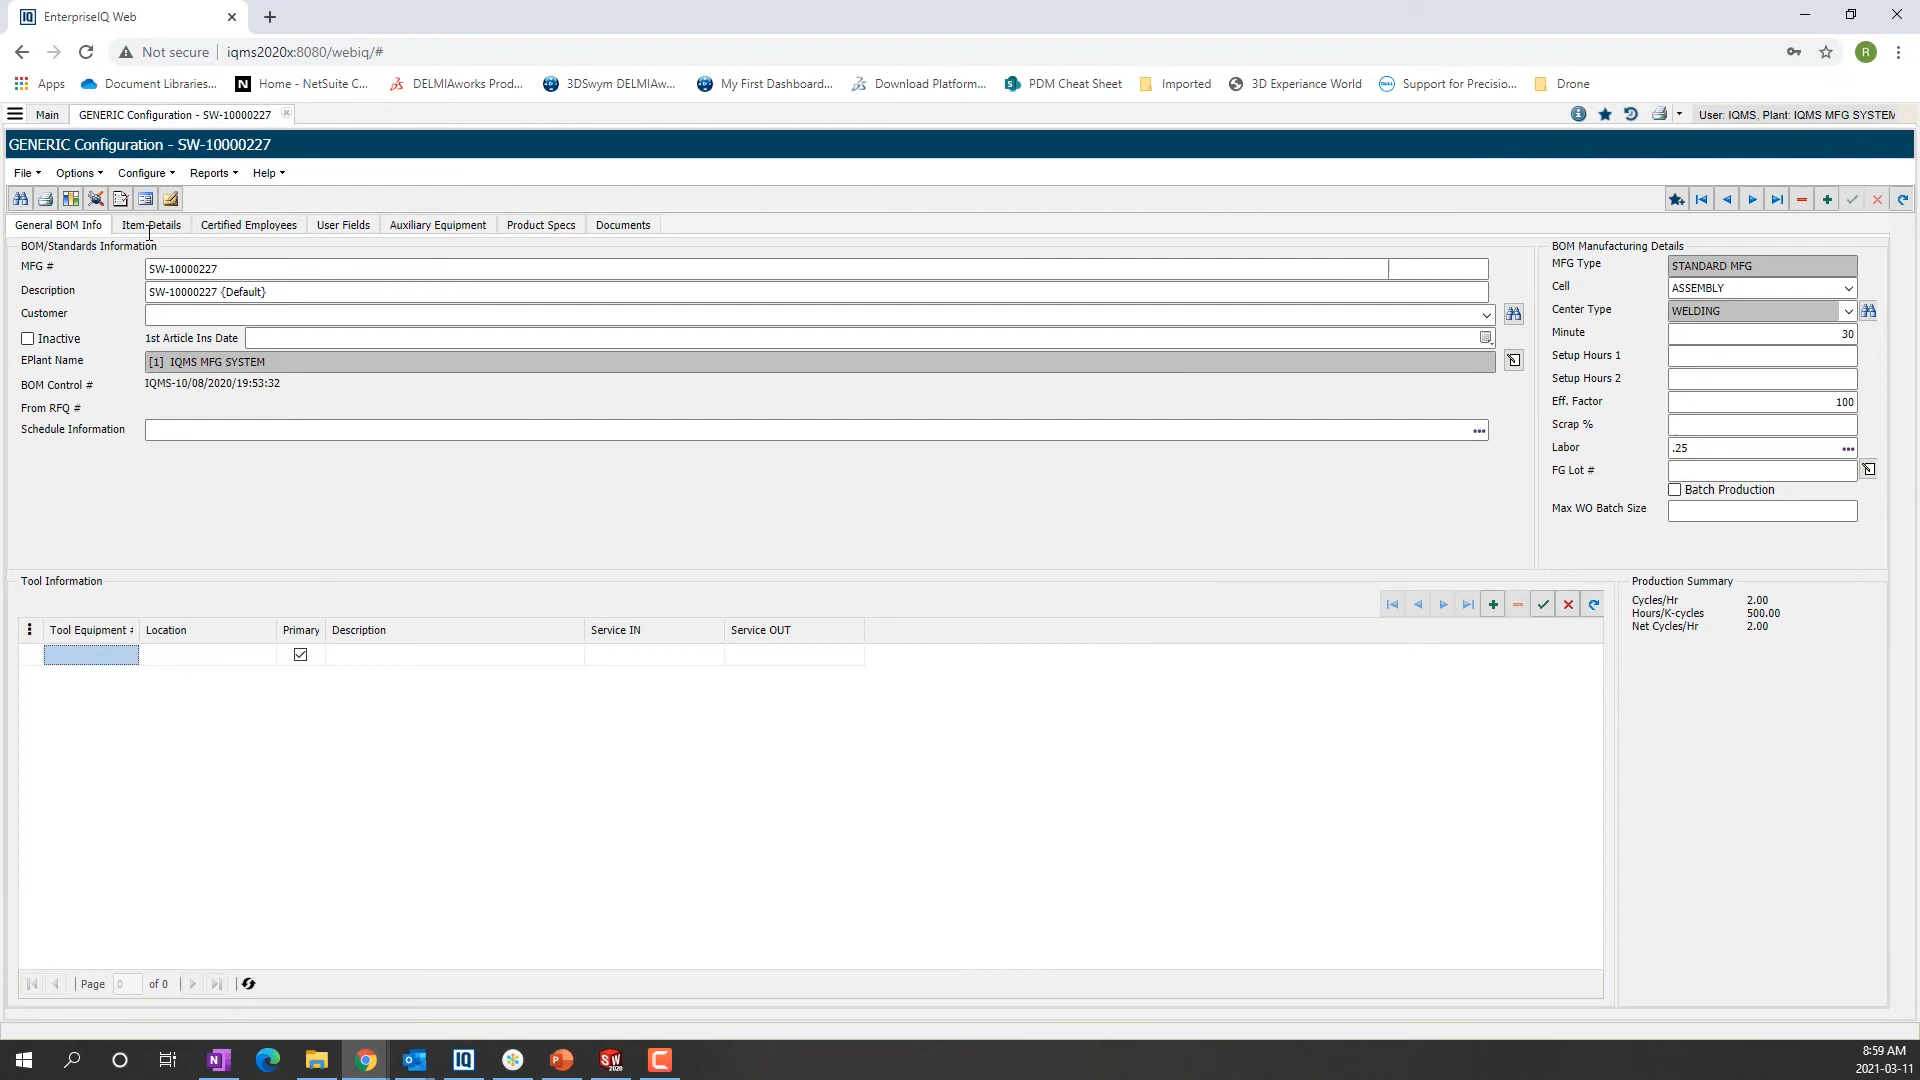 EnterpriseIQ Web
Not secure iqms2020x:8080/webiq/# R
Apps Document Libraries... Home - NetSuite C... DELMIAworks Prod... 3DSwym DELMIAw... My First Dashboard... Download Platform... PDM Cheat Sheet Imported 3D Experiance World Support for Precisio... Drone
Main GENERIC Configuration - SW-10000227 User: IQMS, Plant: IQMS MFG SYSTEM
GENERIC Configuration - SW-10000227
File Options Configure Reports Help
General BOM Info Item Details Certified Employees User Fields Auxiliary Equipment Product Specs Documents
BOM/Standards Information
MFG # SW-10000227
Description SW-10000227 {Default}
Customer
Inactive 1st Article Ins Date
EPlant Name [1] IQMS MFG SYSTEM
BOM Control # IQMS-10/08/2020/19:53:32
From RFQ #
Schedule Information
BOM Manufacturing Details
MFG Type STANDARD MFG
Cell ASSEMBLY
Center Type WELDING
Minute 30
Setup Hours 1
Setup Hours 2
Eff. Factor 100
Scrap %
Labor .25
FG Lot #
Batch Production
Max WO Batch Size
Tool Information
Tool Equipment # Location Primary Description Service IN Service OUT
Production Summary
Cycles/Hr 2.00
Hours/K-cycles 500.00
Net Cycles/Hr 2.00
Page 0 of 0
8:59 AM
2021-03-11